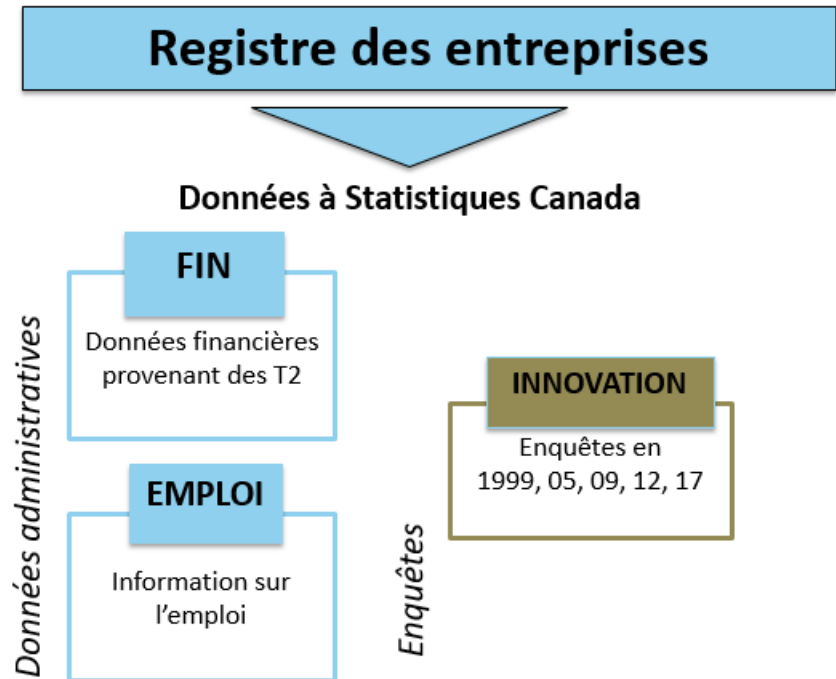 Registre des entreprises
Données à Statistiques Canada
Données administratives
FIN
Données financières
provenant des T2
EMPLOI
Information sur
l'emploi
Enquêtes
INNOVATION
Enquêtes en
1999, 05, 09, 12, 17